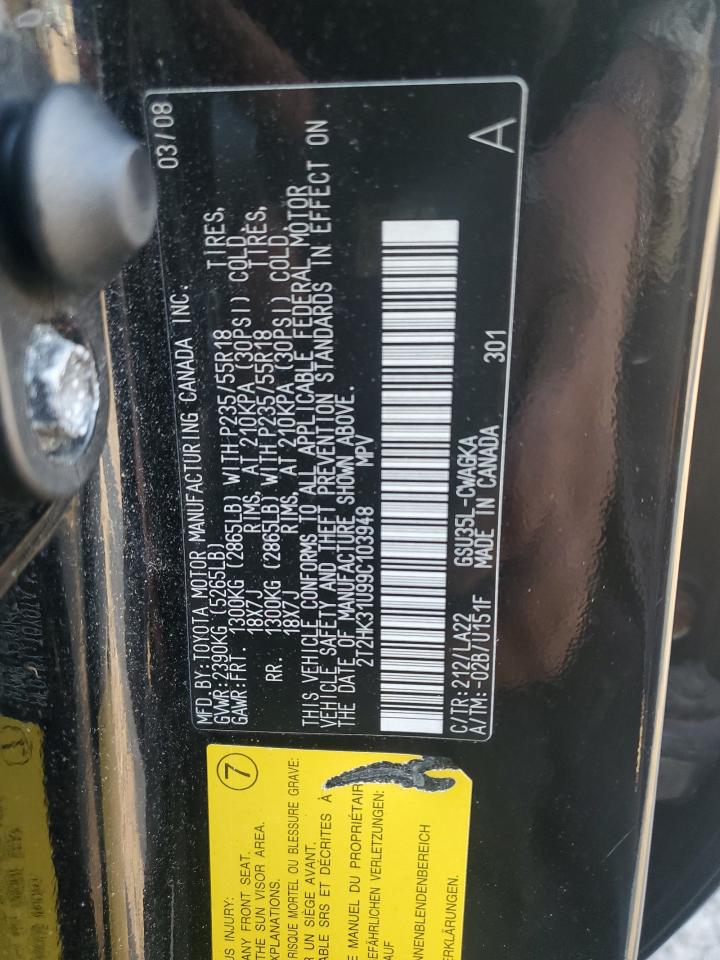 MFD BY:TOYOTA MOTOR MANUFACTURING CANADA INC. 03/08
GVWR:2390KG (5265LB)
GAWR:FRT. 1300KG (2865LB) WITH P235/55R18 TIRES,
18X7J RIMS, AT 210KPA (30PSI) COLD.
RR. 1300KG (2865LB) WITH P235/55R18 TIRES,
18X7J RIMS, AT 210KPA (30PSI) COLD.
THIS VEHICLE CONFORMS TO ALL APPLICABLE FEDERAL MOTOR
VEHICLE SAFETY AND THEFT PREVENTION STANDARDS IN EFFECT ON
THE DATE OF MANUFACTURE SHOWN ABOVE.
2T2HK31U99C103948 MPV
C/TR:212/LA22 GSU35L-CWAGKA 301 A
A/TM:-02B/U151F MADE IN CANADA
7
US INJURY:
ANY FRONT SEAT.
THE SUN VISOR AREA.
EXPLANATIONS.
RISQUE MORTEL OU BLESSURE GRAVE:
UN SIÈGE AVANT.
ABLE SRS ET DÉCRITES À
E MANUEL DU PROPRIÉTAIR
EFÄHRLICHEN VERLETZUNGEN:
AUF
NNENBLENDENBEREICH
ERKLÄRUNGEN.